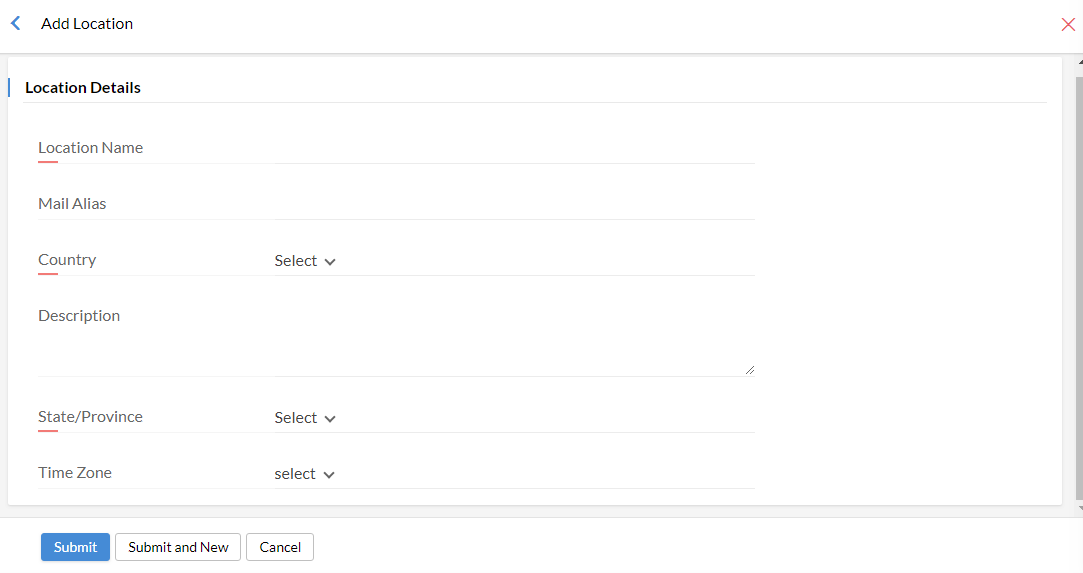 Add Location
Location Details
Location Name
Mail Alias
Country Select
Description
State/Province Select
Time Zone select
Submit Submit and New Cancel